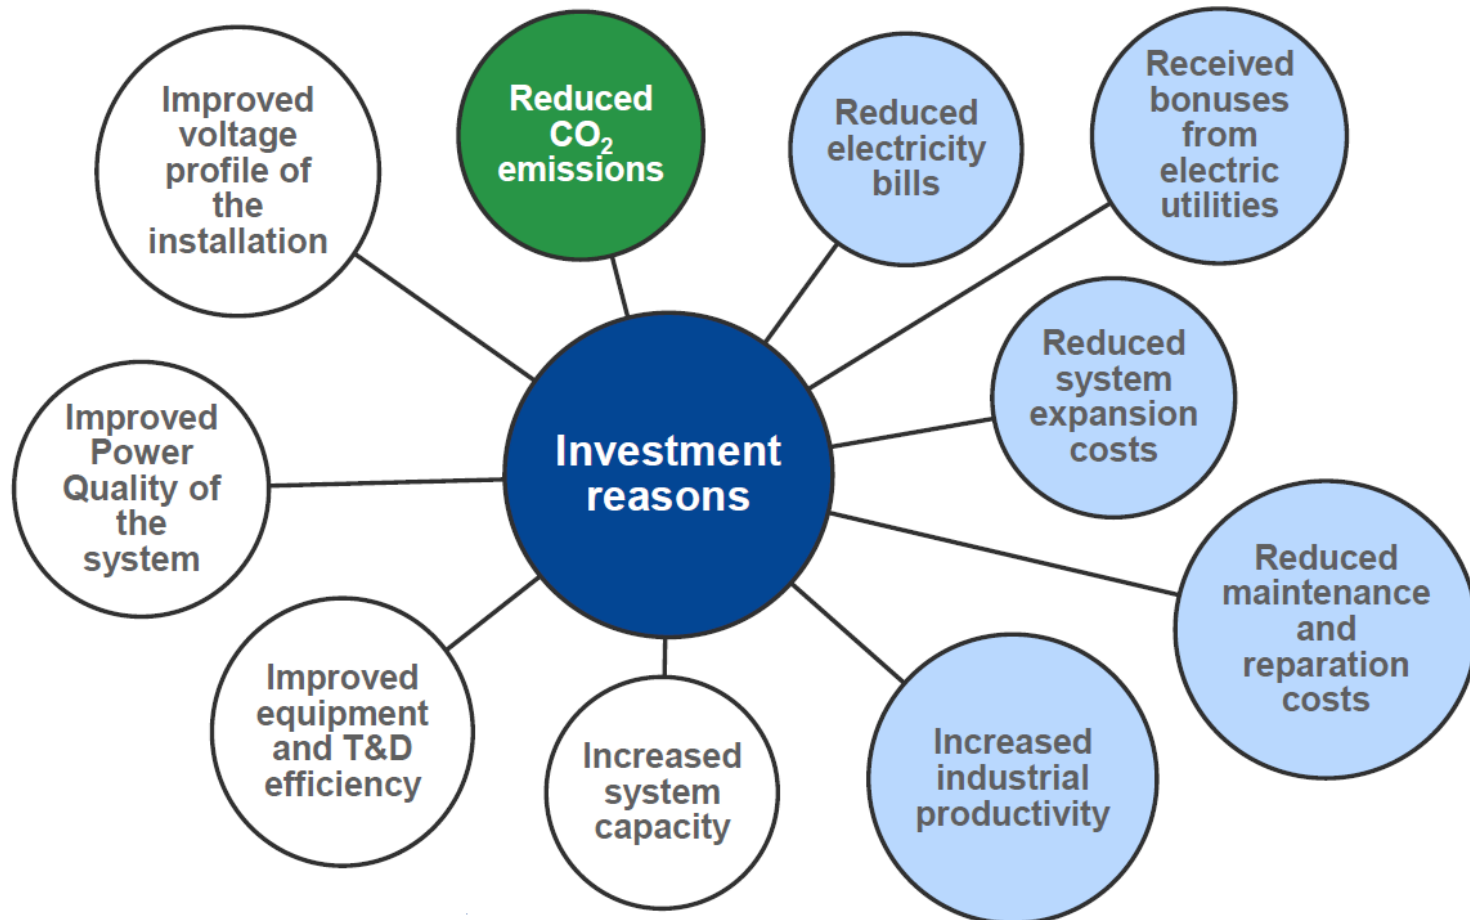 Improved
voltage
profile of
the
installation
Reduced
CO₂
emissions
Reduced
electricity
bills
Received
bonuses
from
electric
utilities
Reduced
system
expansion
costs
Investment
reasons
Improved
Power
Quality of
the
system
Reduced
maintenance
and
reparation
costs
Improved
equipment
and T&D
efficiency
Increased
system
capacity
Increased
industrial
productivity